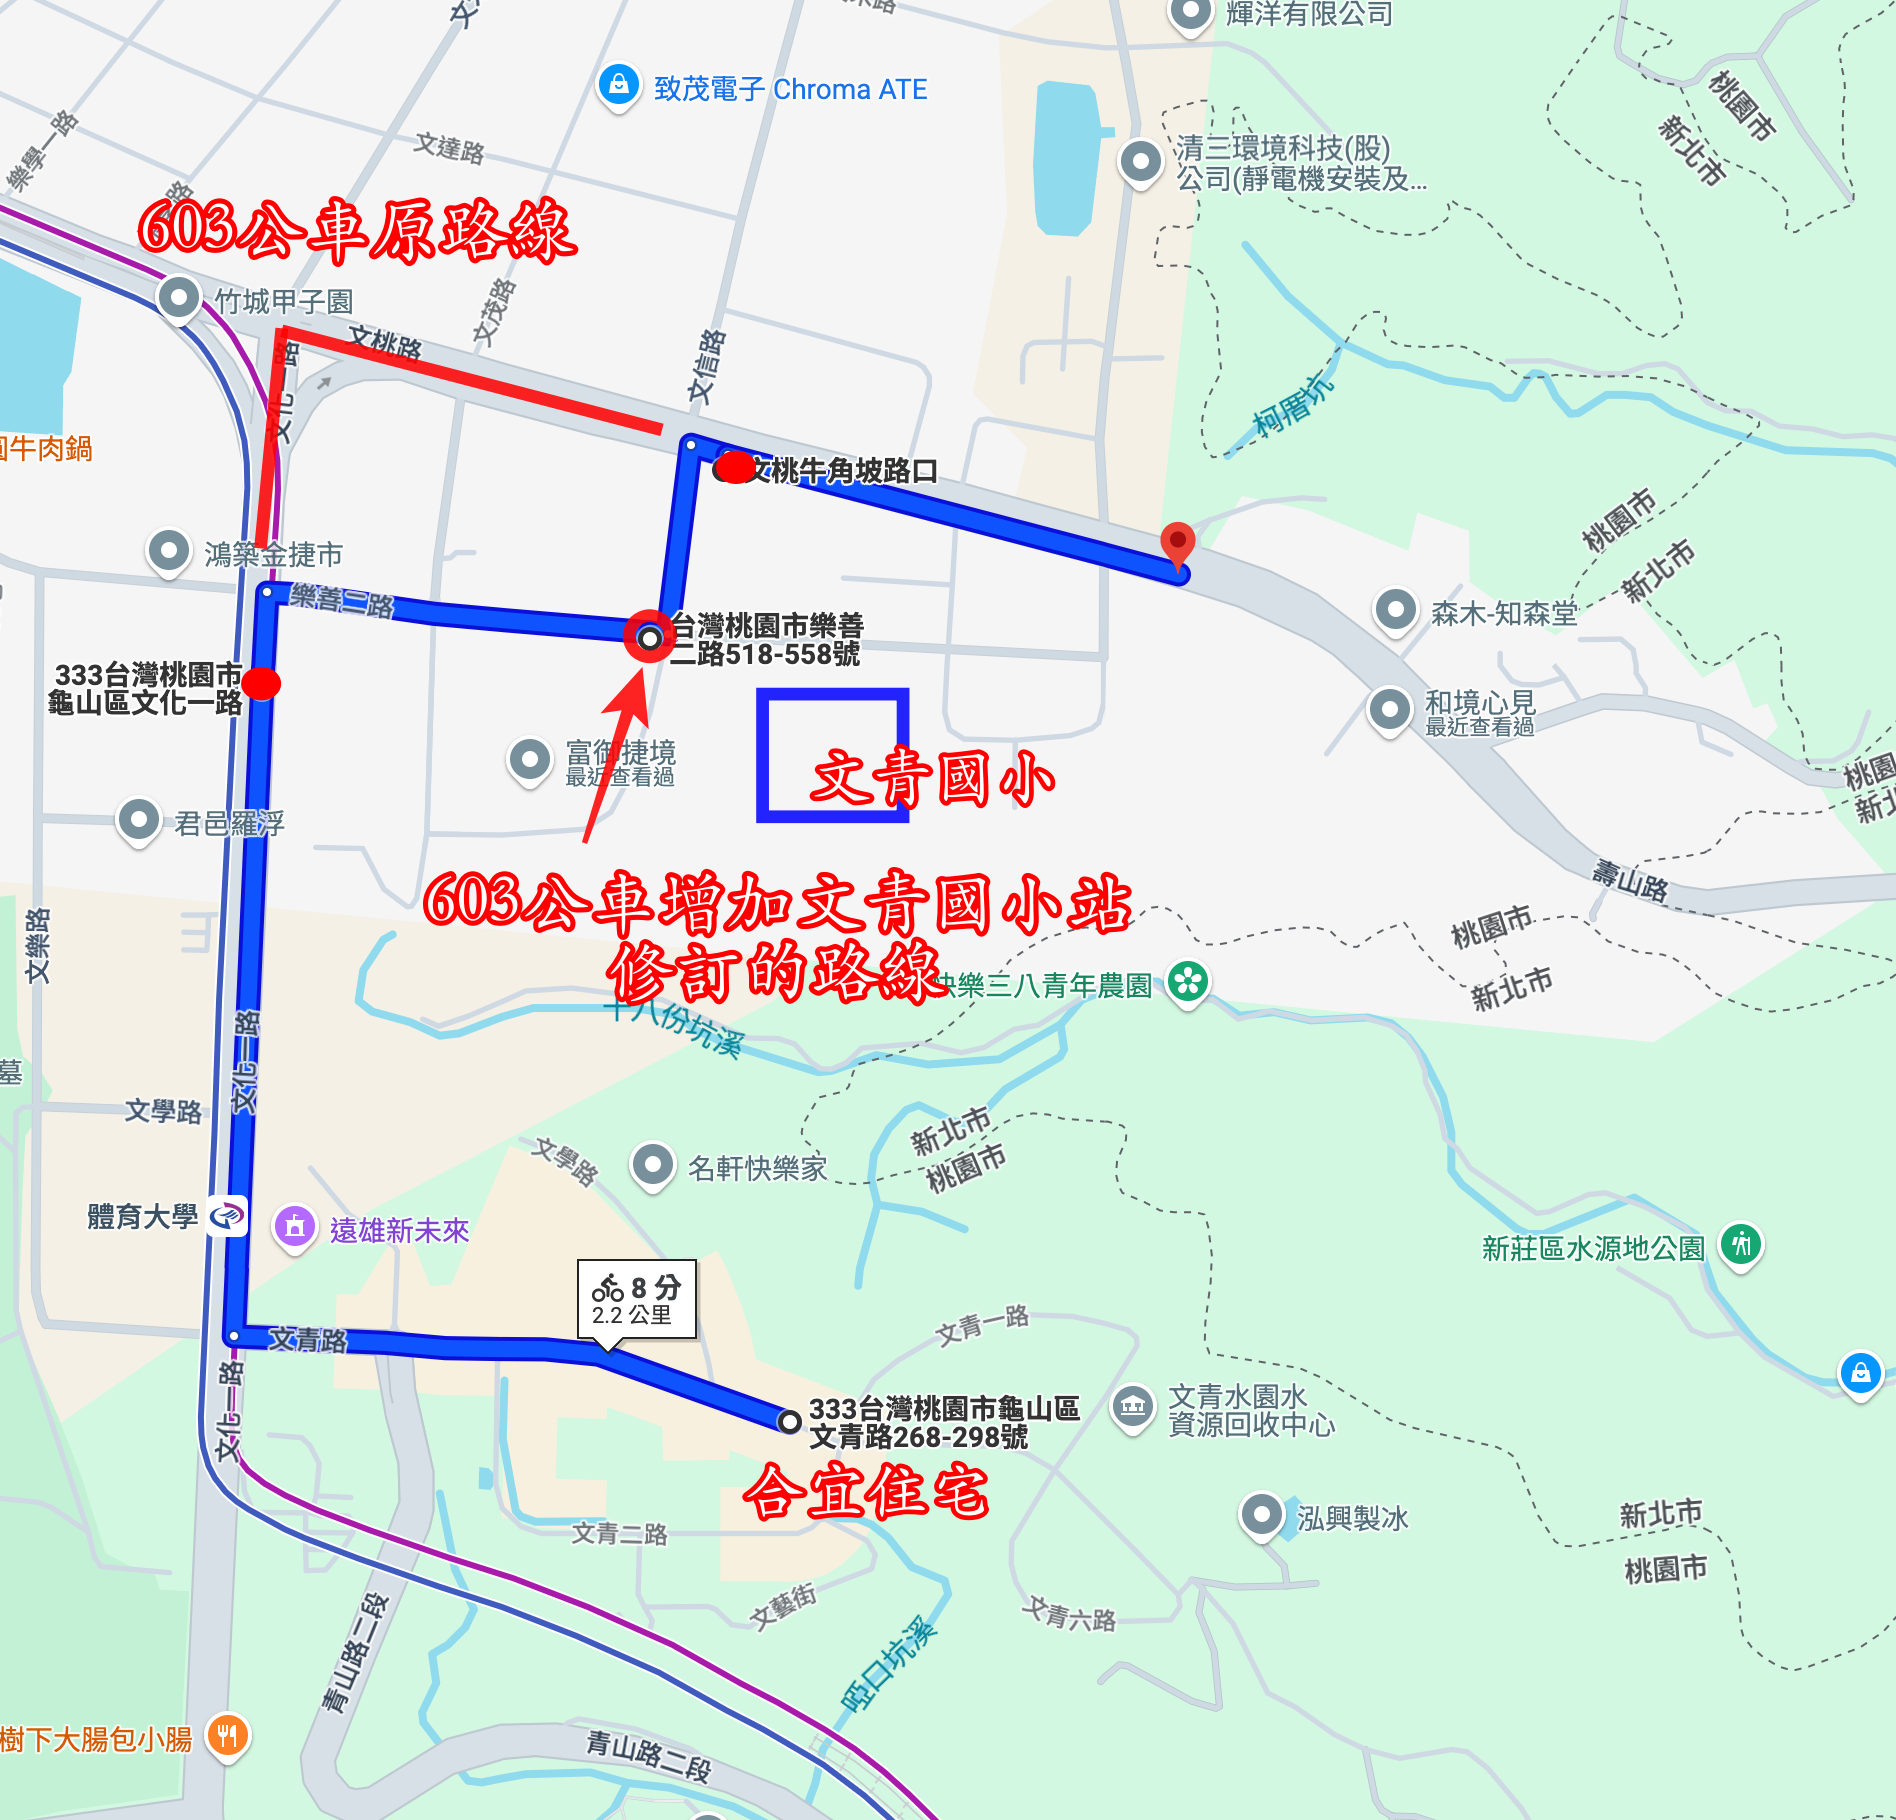 輝洋有限公司
致茂電子 Chroma ATE
文達路
樂學一路
清三環境科技(股)
公司(靜電機安裝及...
桃園市
新北市
603公車原路線
竹城甲子園
文茂路
文桃路
文信路
文化一路
柯厝坑
牛肉鍋
文桃牛角坡路口
桃園市
新北市
鴻築金捷市
樂善二路
台灣桃園市樂善
二路518-558號
森木-知森堂
333台灣桃園市
龜山區文化一路
和境心見
最近查看過
富御捷境
最近查看過
文青國小
桃園
新北
君邑羅浮
壽山路
603公車增加文青國小站
修訂的路線
文樂路
桃園市
新北市
快樂三八青年農園
十八份坑溪
文化一路
墓
文學路
新北市
桃園市
文學路
名軒快樂家
體育大學
遠雄新未來
新莊區水源地公園
8 分
2.2 公里
文青路
文青一路
文化一路
333台灣桃園市龜山區
文青路268-298號
文青水園水
資源回收中心
合宜住宅
文青二路
泓興製冰
新北市
桃園市
文藝街
文青六路
青山路二段
啞口坑溪
樹下大腸包小腸
青山路二段